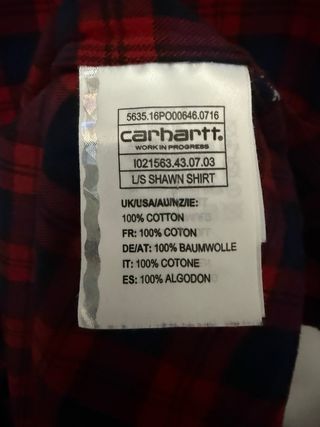 5635.16PO00646.0716
carhartt.
WORK IN PROGRESS
I021563.43.07.03
L/S SHAWN SHIRT
UK/USA/AU/NZ/IE:
100% COTTON
FR: 100% COTON
DE/AT: 100% BAUMWOLLE
IT: 100% COTONE
ES: 100% ALGODON